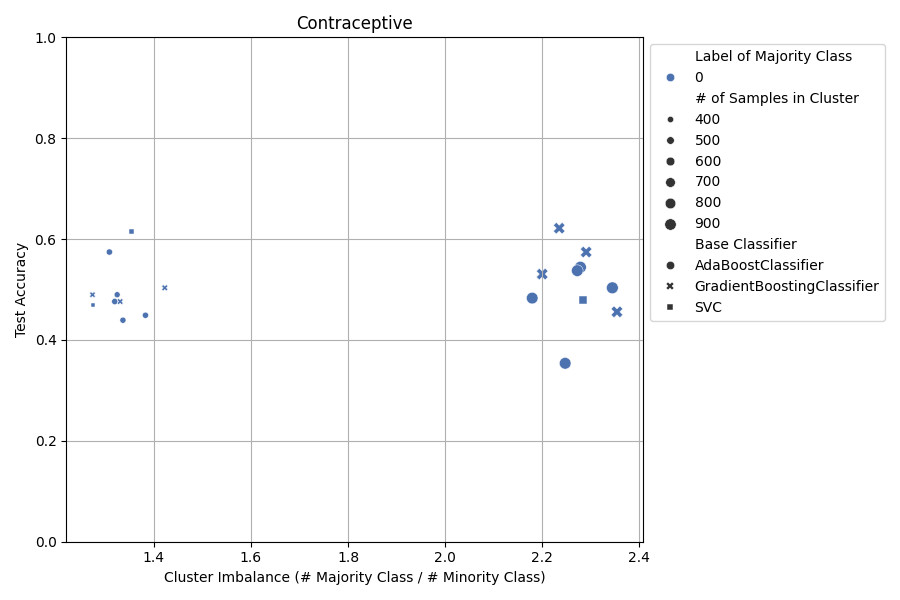 Contraceptive
1.0
0.8
0.6
0.4
0.2
0.0
Test Accuracy
1.4
1.6
1.8
2.0
2.2
2.4
Cluster Imbalance (# Majority Class / # Minority Class)
Label of Majority Class
0
# of Samples in Cluster
400
500
600
700
800
900
Base Classifier
AdaBoostClassifier
GradientBoostingClassifier
SVC